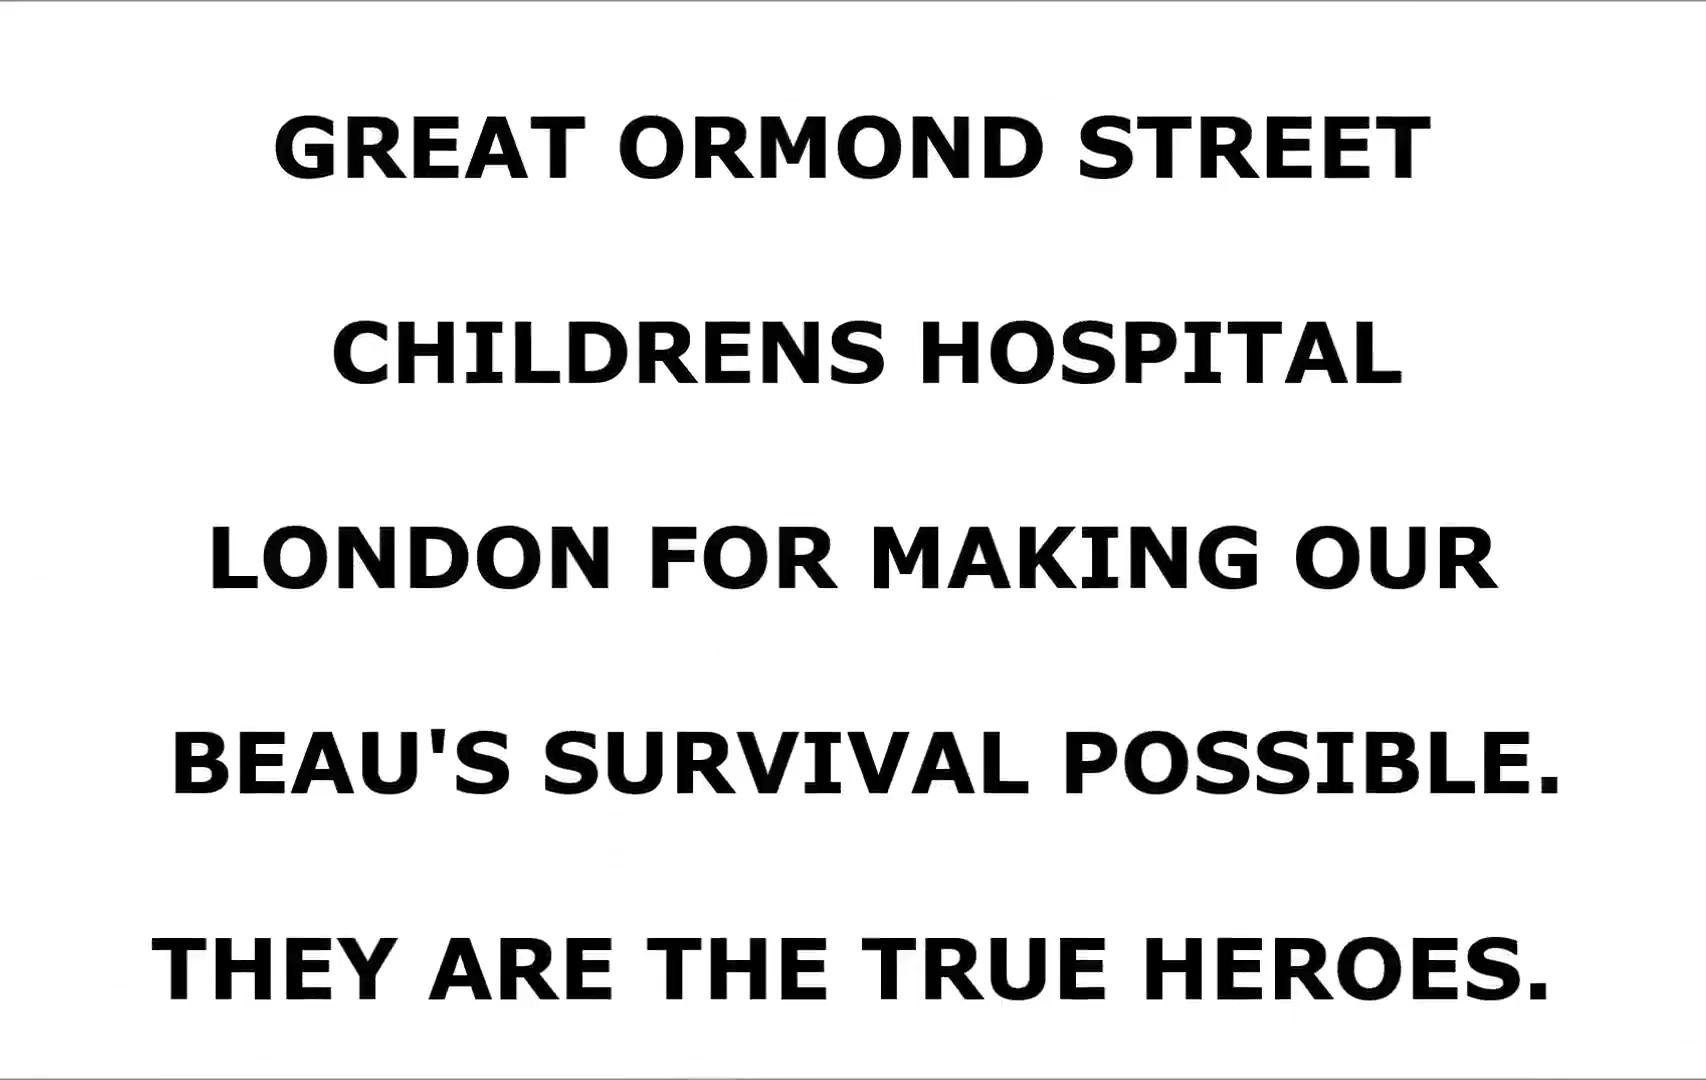 GREAT ORMOND STREET
CHILDRENS HOSPITAL
LONDON FOR MAKING OUR
BEAU'S SURVIVAL POSSIBLE.
THEY ARE THE TRUE HEROES.